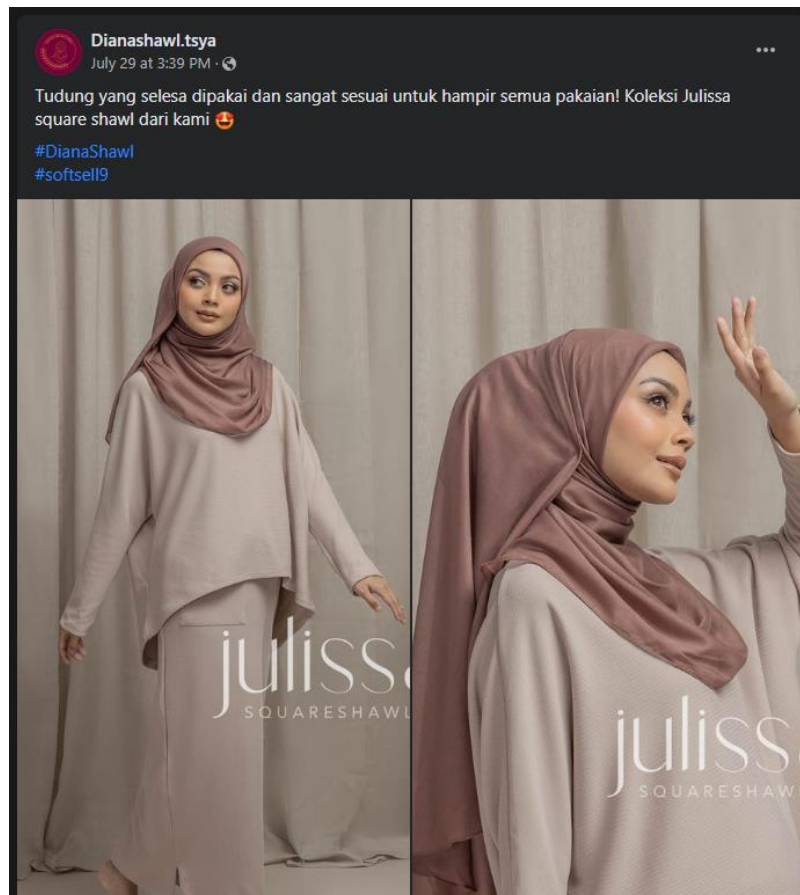 Dianashawl.tsya
July 29 at 3:39 PM ·
Tudung yang selesa dipakai dan sangat sesuai untuk hampir semua pakaian! Koleksi Julissa
square shawl dari kami 🤩
#DianaShawl
#softsell9
juliss
SQUARESHAWL
juliss
SQUARESHAW